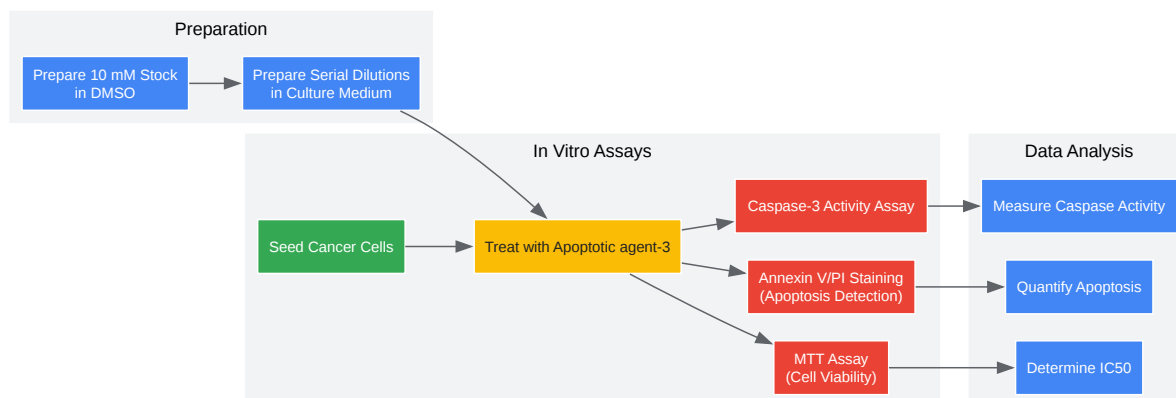 Preparation
Prepare 10 mM Stock
in DMSO
Prepare Serial Dilutions
in Culture Medium
In Vitro Assays
Seed Cancer Cells
Treat with Apoptotic agent-3
Caspase-3 Activity Assay
Annexin V/PI Staining
(Apoptosis Detection)
MTT Assay
(Cell Viability)
Data Analysis
Measure Caspase Activity
Quantify Apoptosis
Determine IC50